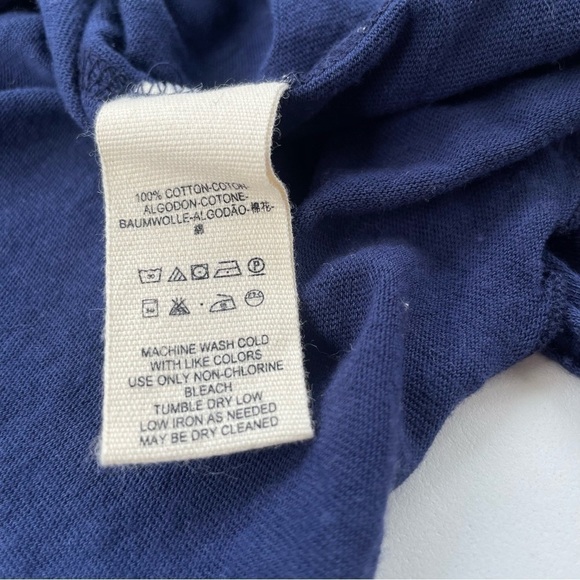 100% COTTON-COTON-
ALGODON-COTONE-
BAUMWOLLE-ALGODÃO-棉花-
綿
MACHINE WASH COLD
WITH LIKE COLORS
USE ONLY NON-CHLORINE
BLEACH
TUMBLE DRY LOW
LOW IRON AS NEEDED
MAY BE DRY CLEANED